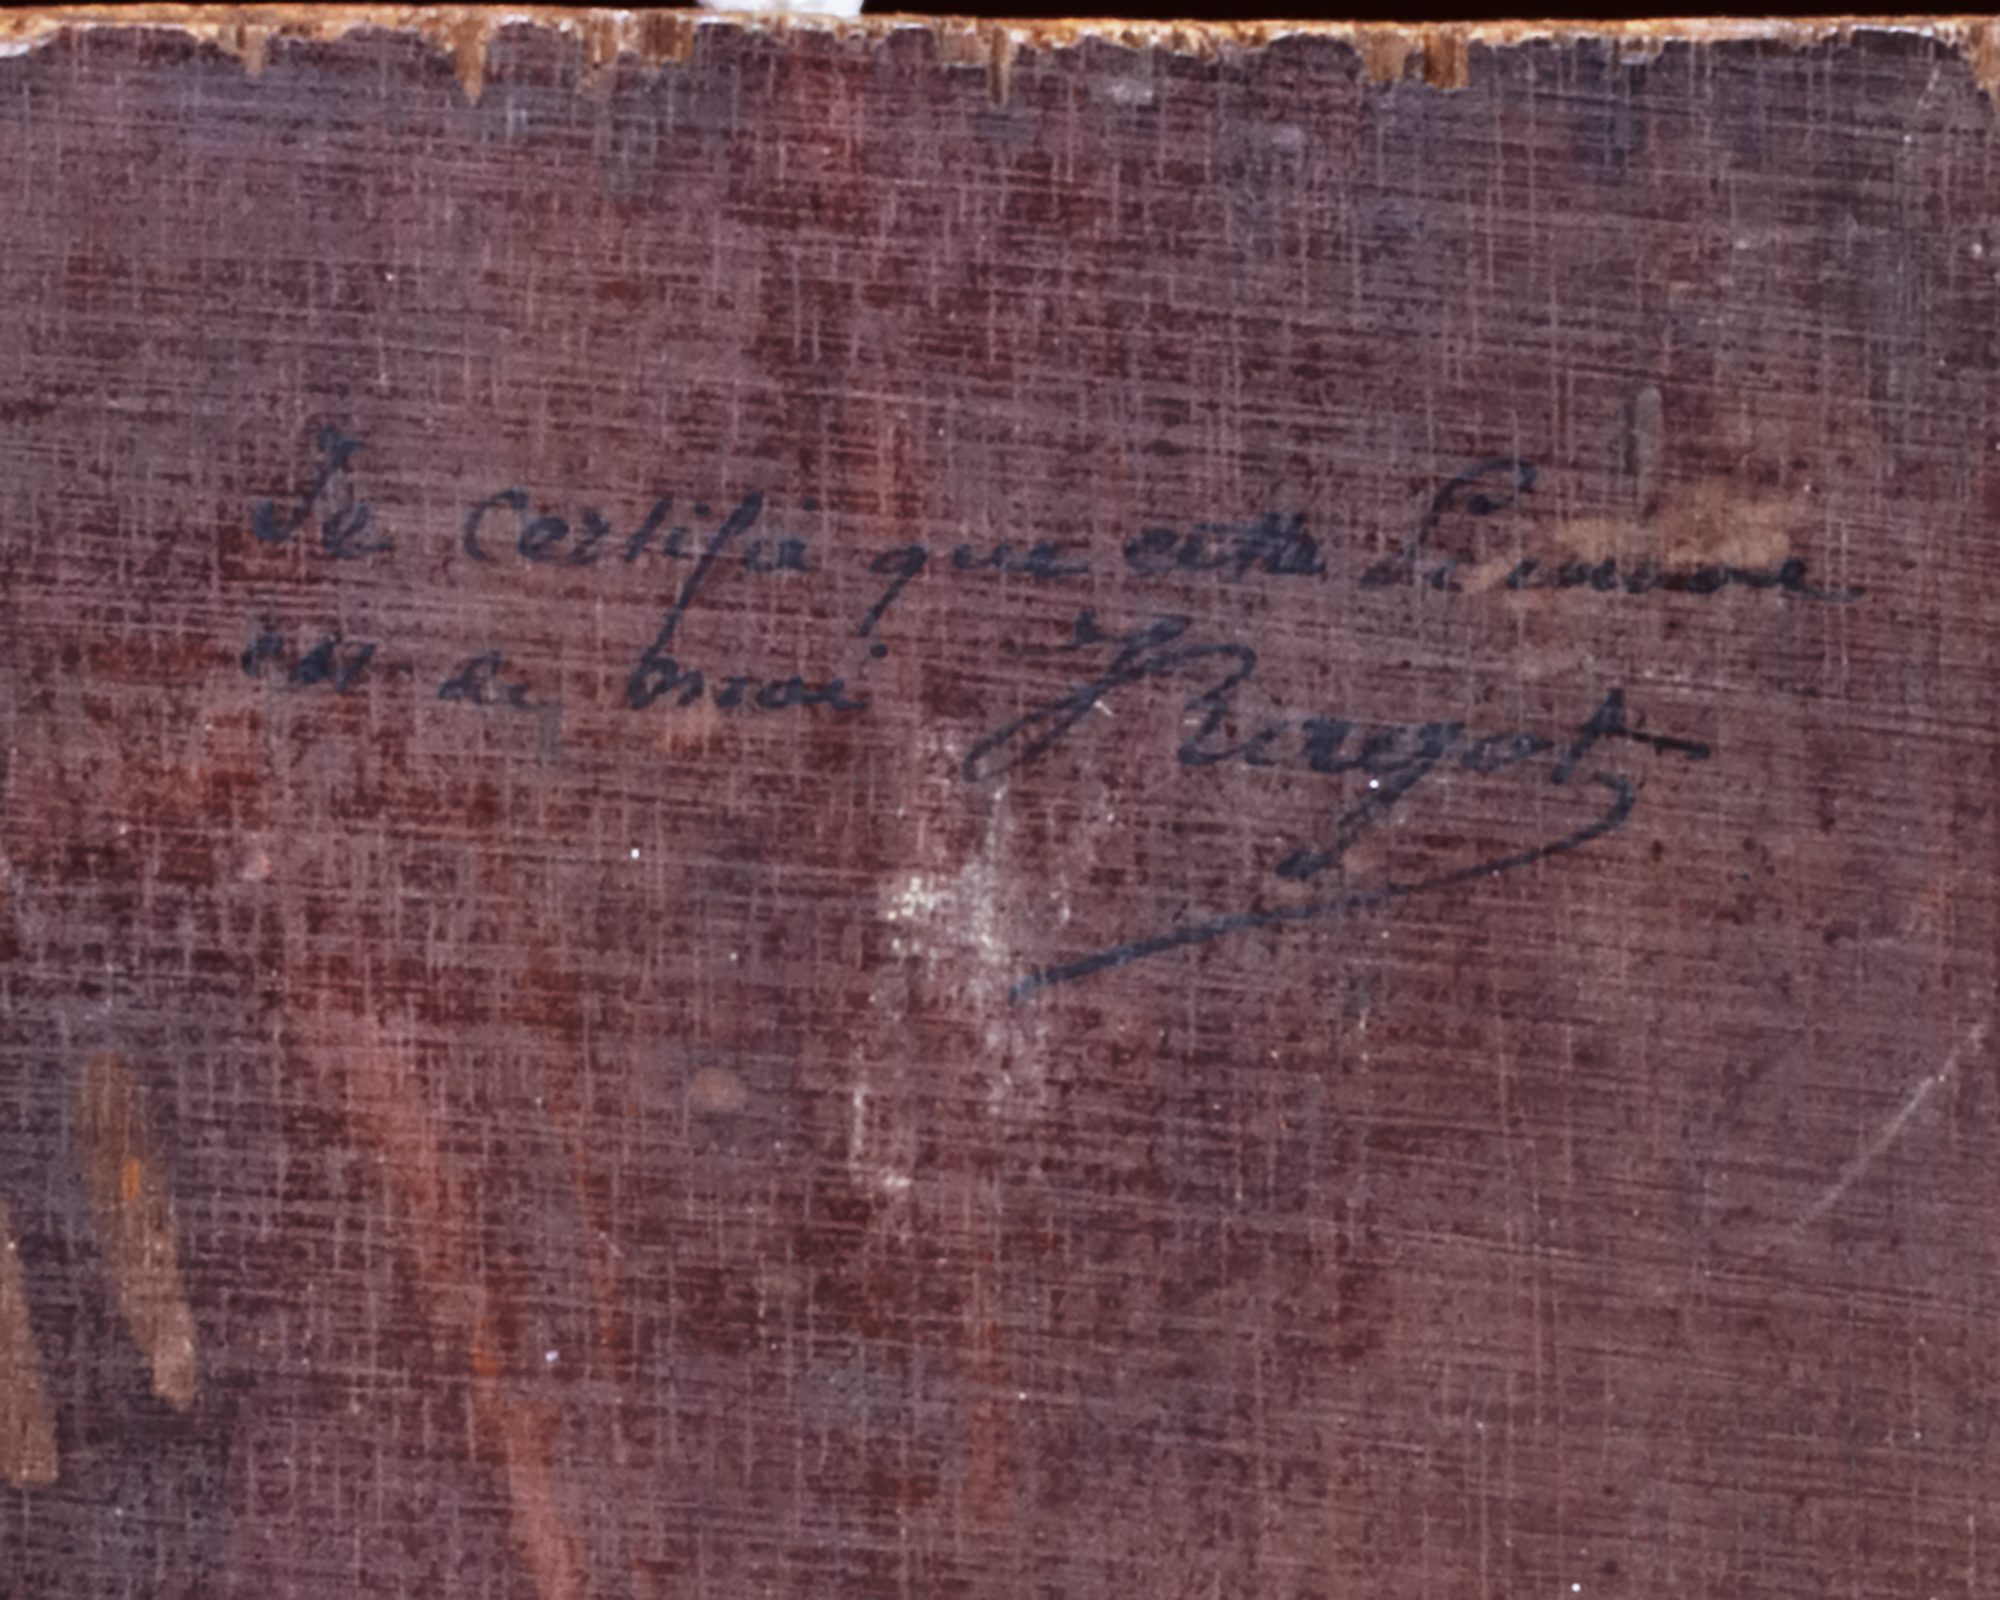 Je certifie que cette Peinture
est de moi